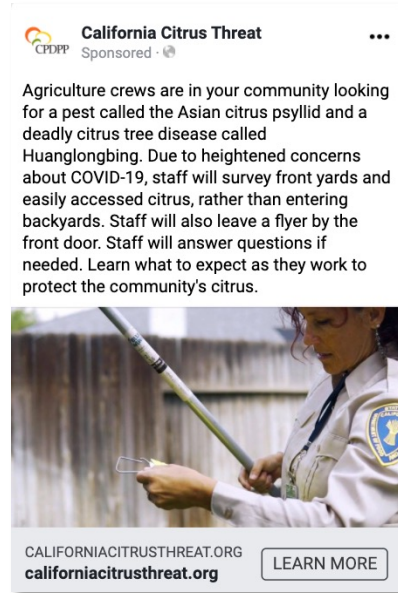 California Citrus Threat
CPDPP
Sponsored ·
Agriculture crews are in your community looking
for a pest called the Asian citrus psyllid and a
deadly citrus tree disease called
Huanglongbing. Due to heightened concerns
about COVID-19, staff will survey front yards and
easily accessed citrus, rather than entering
backyards. Staff will also leave a flyer by the
front door. Staff will answer questions if
needed. Learn what to expect as they work to
protect the community's citrus.
CALIFORNIACITRUSTHREAT.ORG
californiacitrusthreat.org
LEARN MORE